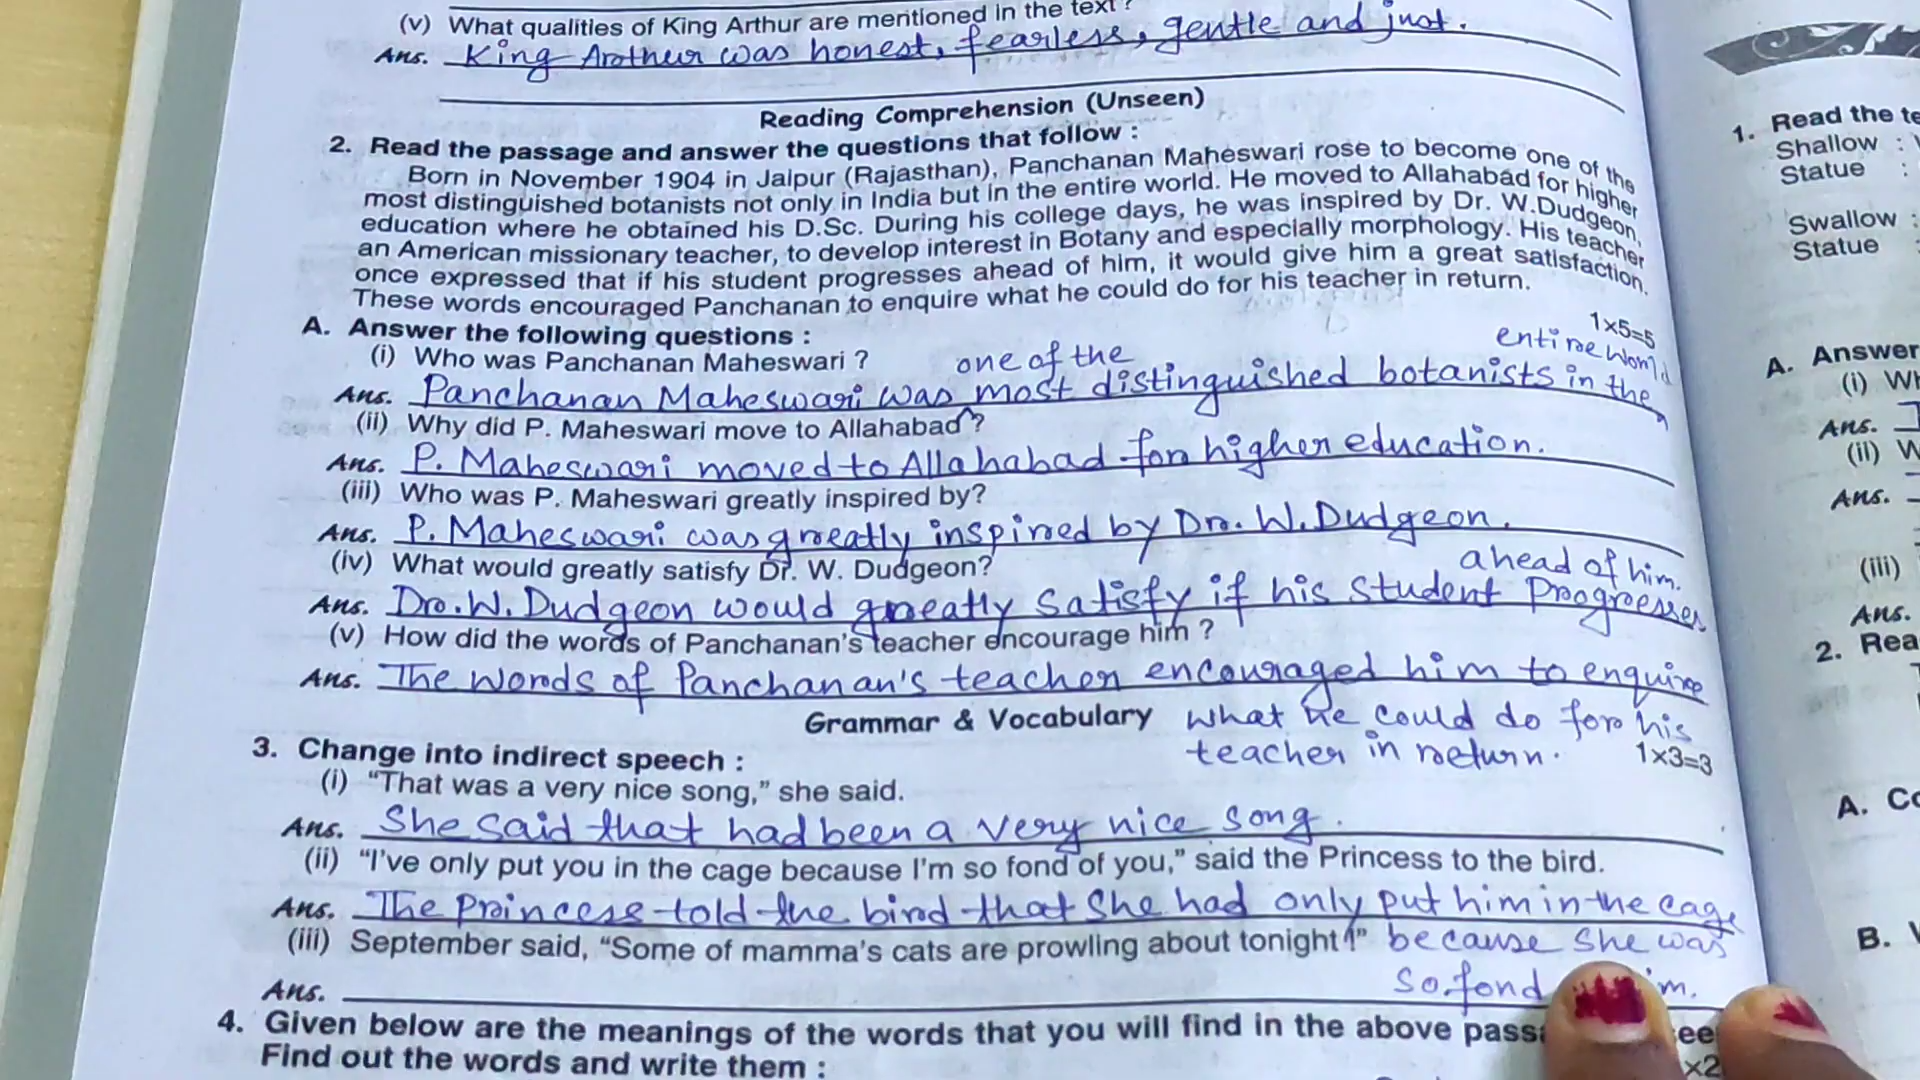 (v) What qualities of King Arthur are mentioned in the text?
Ans. King Arothur was honest, fearless, gentle and just.
Reading Comprehension (Unseen)
2. Read the passage and answer the questions that follow :
Born in November 1904 in Jaipur (Rajasthan), Panchanan Maheswari rose to become one of the
most distinguished botanists not only in India but in the entire world. He moved to Allahabad for higher
education where he obtained his D.Sc. During his college days, he was inspired by Dr. W.Dudgeon,
an American missionary teacher, to develop interest in Botany and especially morphology. His teacher
once expressed that if his student progresses ahead of him, it would give him a great satisfaction.
These words encouraged Panchanan to enquire what he could do for his teacher in return.
A. Answer the following questions :
1×5=5
(i) Who was Panchanan Maheswari ?
one of the
entire world
Ans. Panchanan Maheswari was most distinguished botanists in the
(ii) Why did P. Maheswari move to Allahabad ?
Ans. P. Maheswari moved to Allahabad for higher education.
(iii) Who was P. Maheswari greatly inspired by?
Ans. P. Maheswari was greatly inspired by Dr. W. Dudgeon.
(iv) What would greatly satisfy Dr. W. Dudgeon?
ahead of him.
Ans. Dr. W. Dudgeon would greatly satisfy if his student Progresses
(v) How did the words of Panchanan's teacher encourage him ?
Ans. The words of Panchanan's teacher encouraged him to enquire
what he could do for his
teacher in return.
Grammar & Vocabulary
3. Change into indirect speech :
1×3=3
(i) "That was a very nice song," she said.
Ans. She said that had been a very nice song.
(ii) "I've only put you in the cage because I'm so fond of you," said the Princess to the bird.
Ans. The Princess told the bird that She had only put him in the cage
because she was
so fond
(iii) September said, "Some of mamma's cats are prowling about tonight !"
Ans.
4. Given below are the meanings of the words that you will find in the above
Find out the words and write them :
1. Read the
Shallow :
Statue :
Swallow :
Statue
A. Answer
(i)
Ans.
(ii)
Ans.
(iii)
Ans.
2.
A.
B.